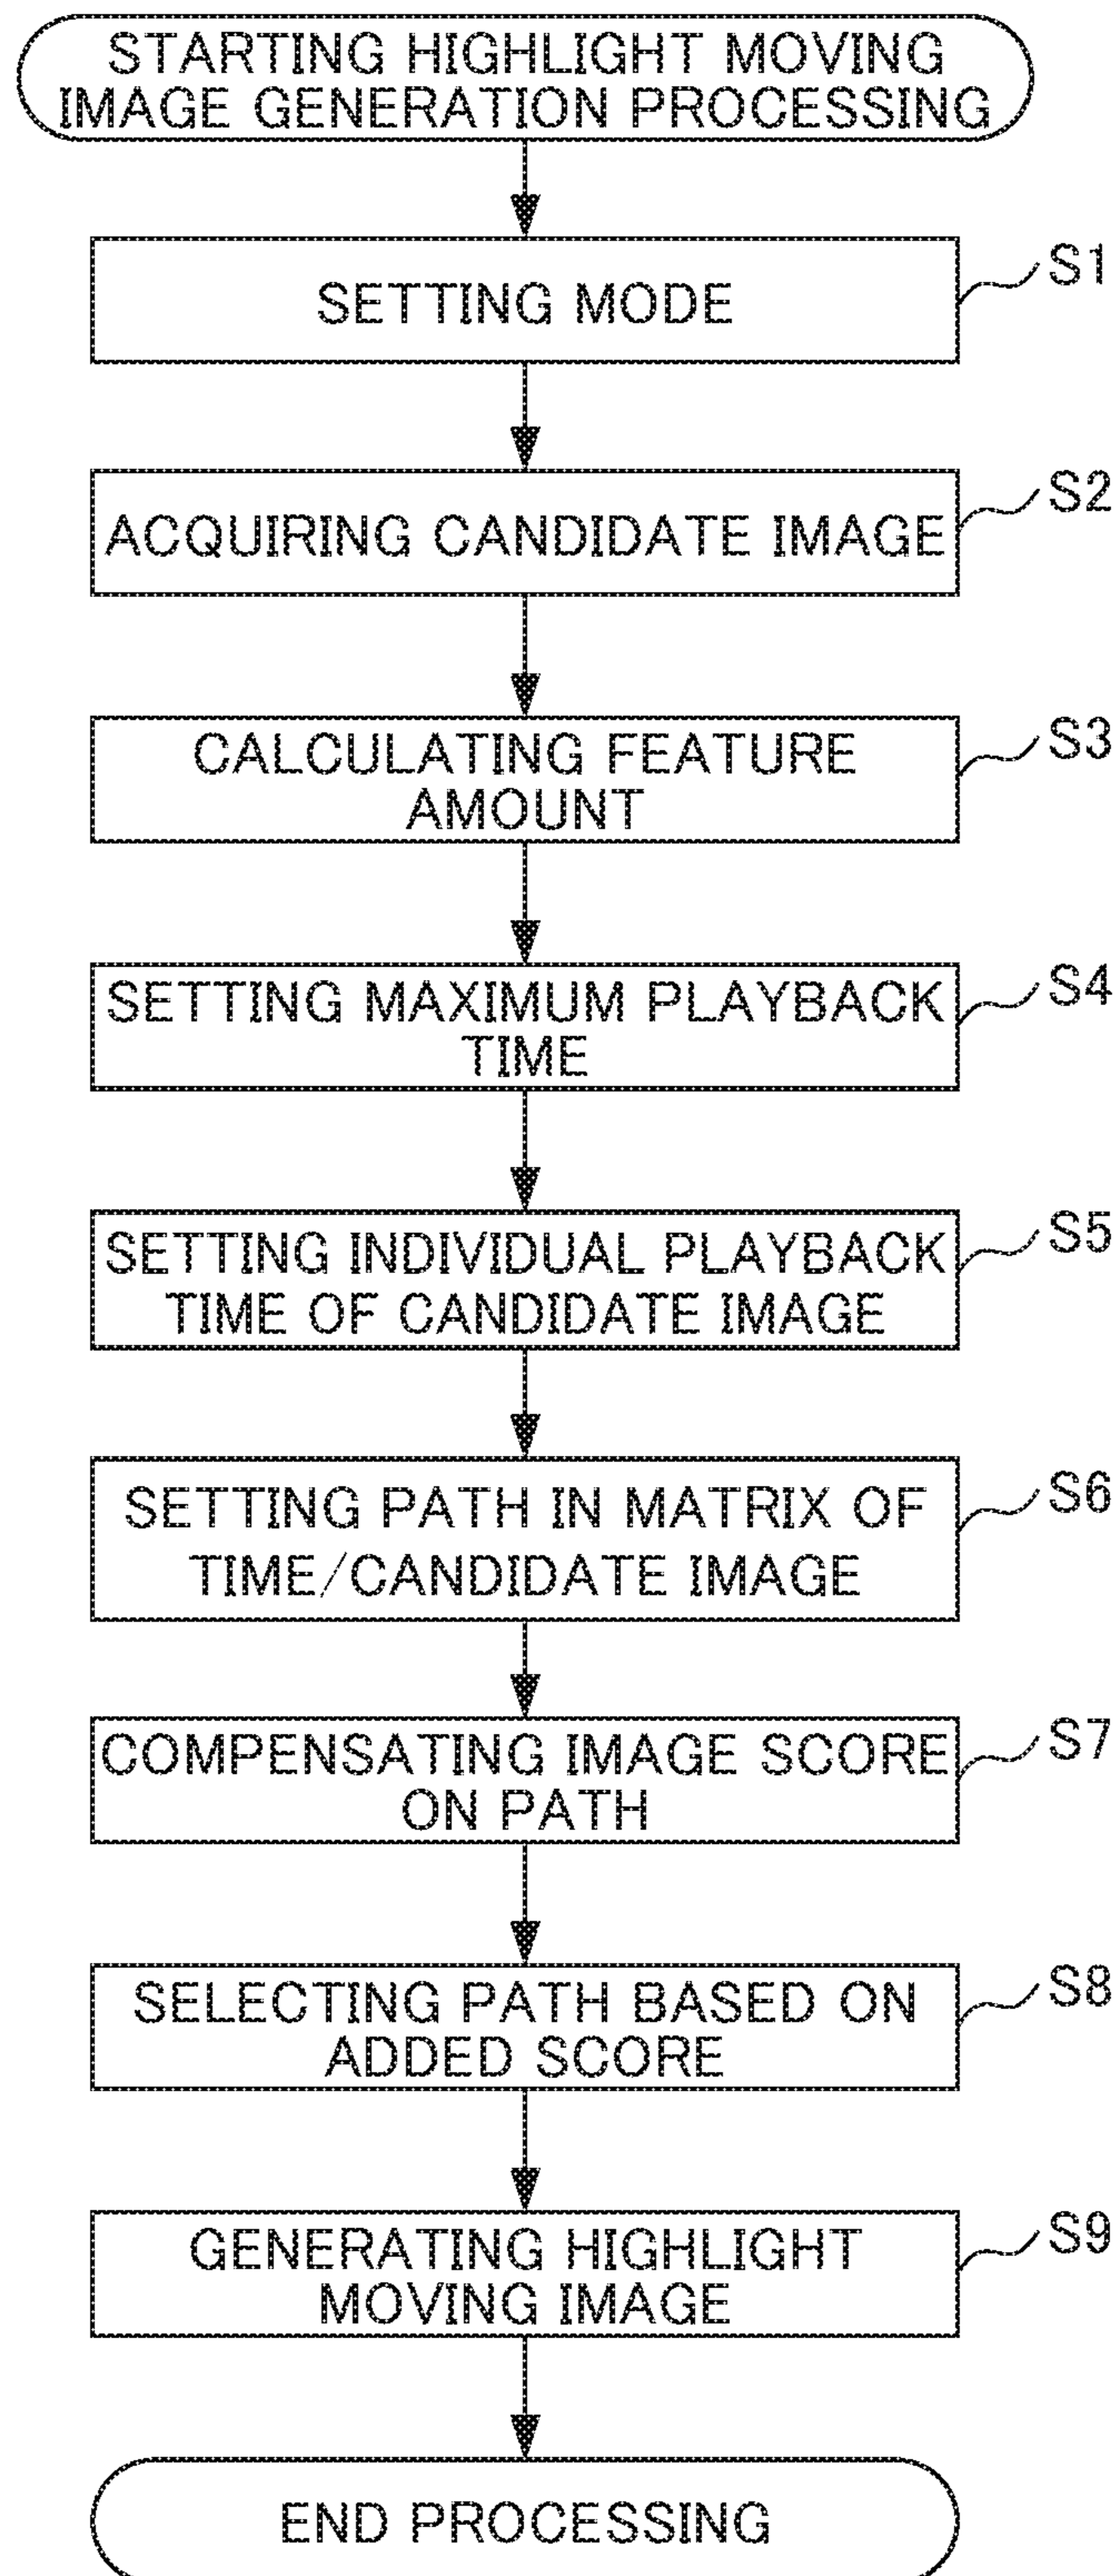 STARTING HIGHLIGHT MOVING
IMAGE GENERATION PROCESSING
SETTING MODE
S1
ACQUIRING CANDIDATE IMAGE
S2
CALCULATING FEATURE
AMOUNT
S3
SETTING MAXIMUM PLAYBACK
TIME
S4
SETTING INDIVIDUAL PLAYBACK
TIME OF CANDIDATE IMAGE
S5
SETTING PATH IN MATRIX OF
TIME/CANDIDATE IMAGE
S6
COMPENSATING IMAGE SCORE
ON PATH
S7
SELECTING PATH BASED ON
ADDED SCORE
S8
GENERATING HIGHLIGHT
MOVING IMAGE
S9
END PROCESSING